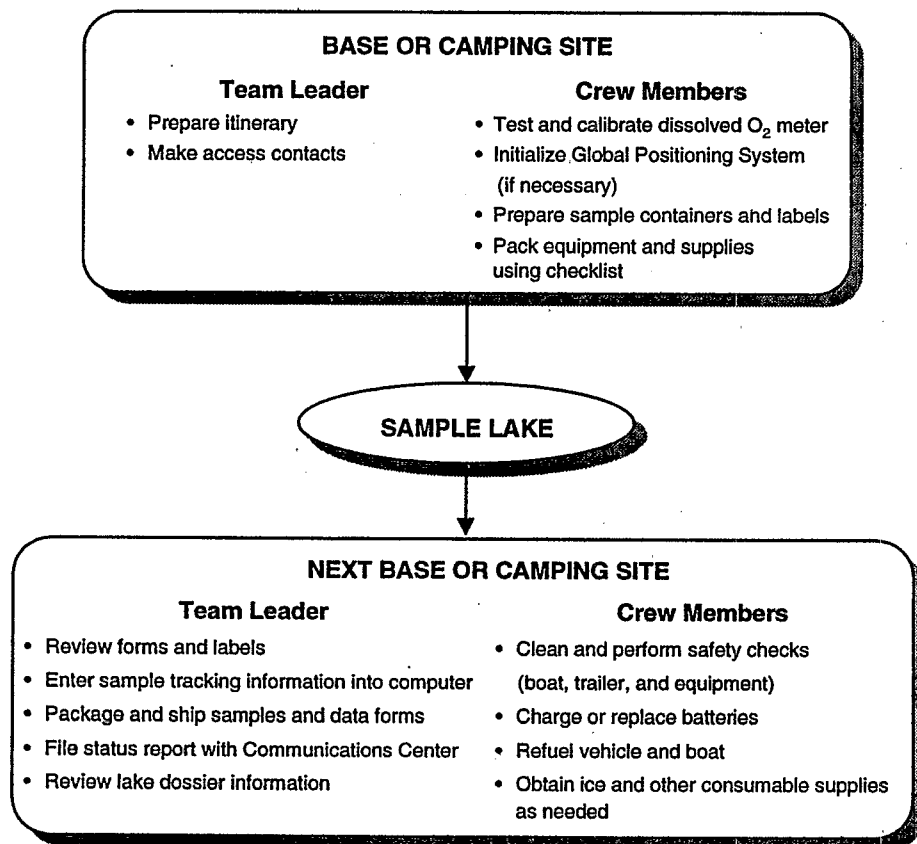 BASE OR CAMPING SITE
Team Leader
• Prepare itinerary
• Make access contacts
Crew Members
• Test and calibrate dissolved O₂ meter
• Initialize Global Positioning System
(if necessary)
• Prepare sample containers and labels
• Pack equipment and supplies
using checklist
SAMPLE LAKE
NEXT BASE OR CAMPING SITE
Team Leader
• Review forms and labels
• Enter sample tracking information into computer
• Package and ship samples and data forms
• File status report with Communications Center
• Review lake dossier information
Crew Members
• Clean and perform safety checks
(boat, trailer, and equipment)
• Charge or replace batteries
• Refuel vehicle and boat
• Obtain ice and other consumable supplies
as needed